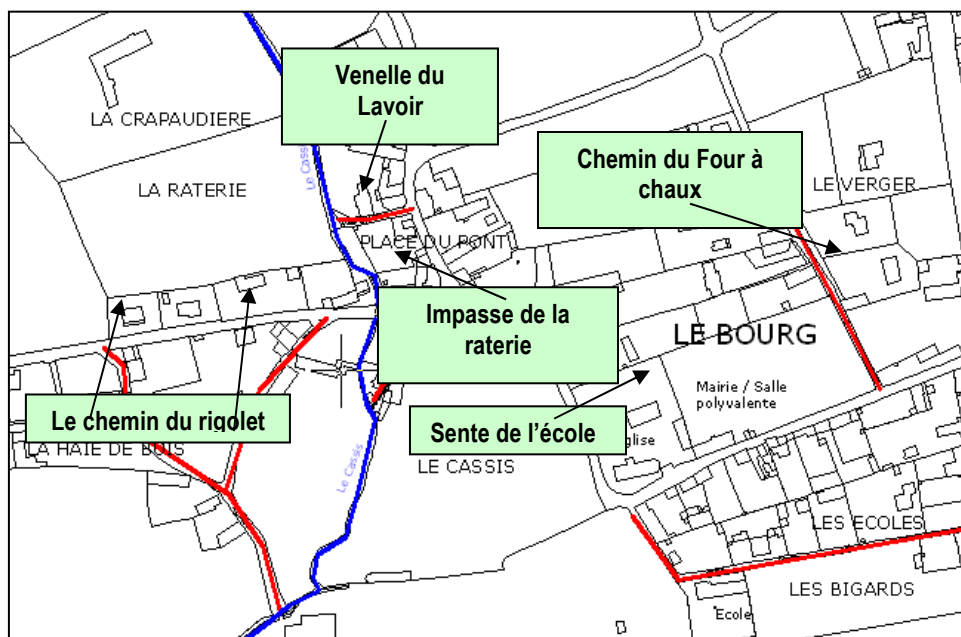 Venelle du
Lavoir
LA CRAPAUDIERE
Chemin du Four à
chaux
Le Cassis
LA RATERIE
LE VERGER
PLACE DU PONT
Impasse de la
raterie
LE BOURG
Mairie / Salle
polyvalente
Le chemin du rigolet
Sente de l'école
glise
LA HAIE DE BOIS
LE CASSIS
Le Cassis
LES ECOLES
LES BIGARDS
Ecole